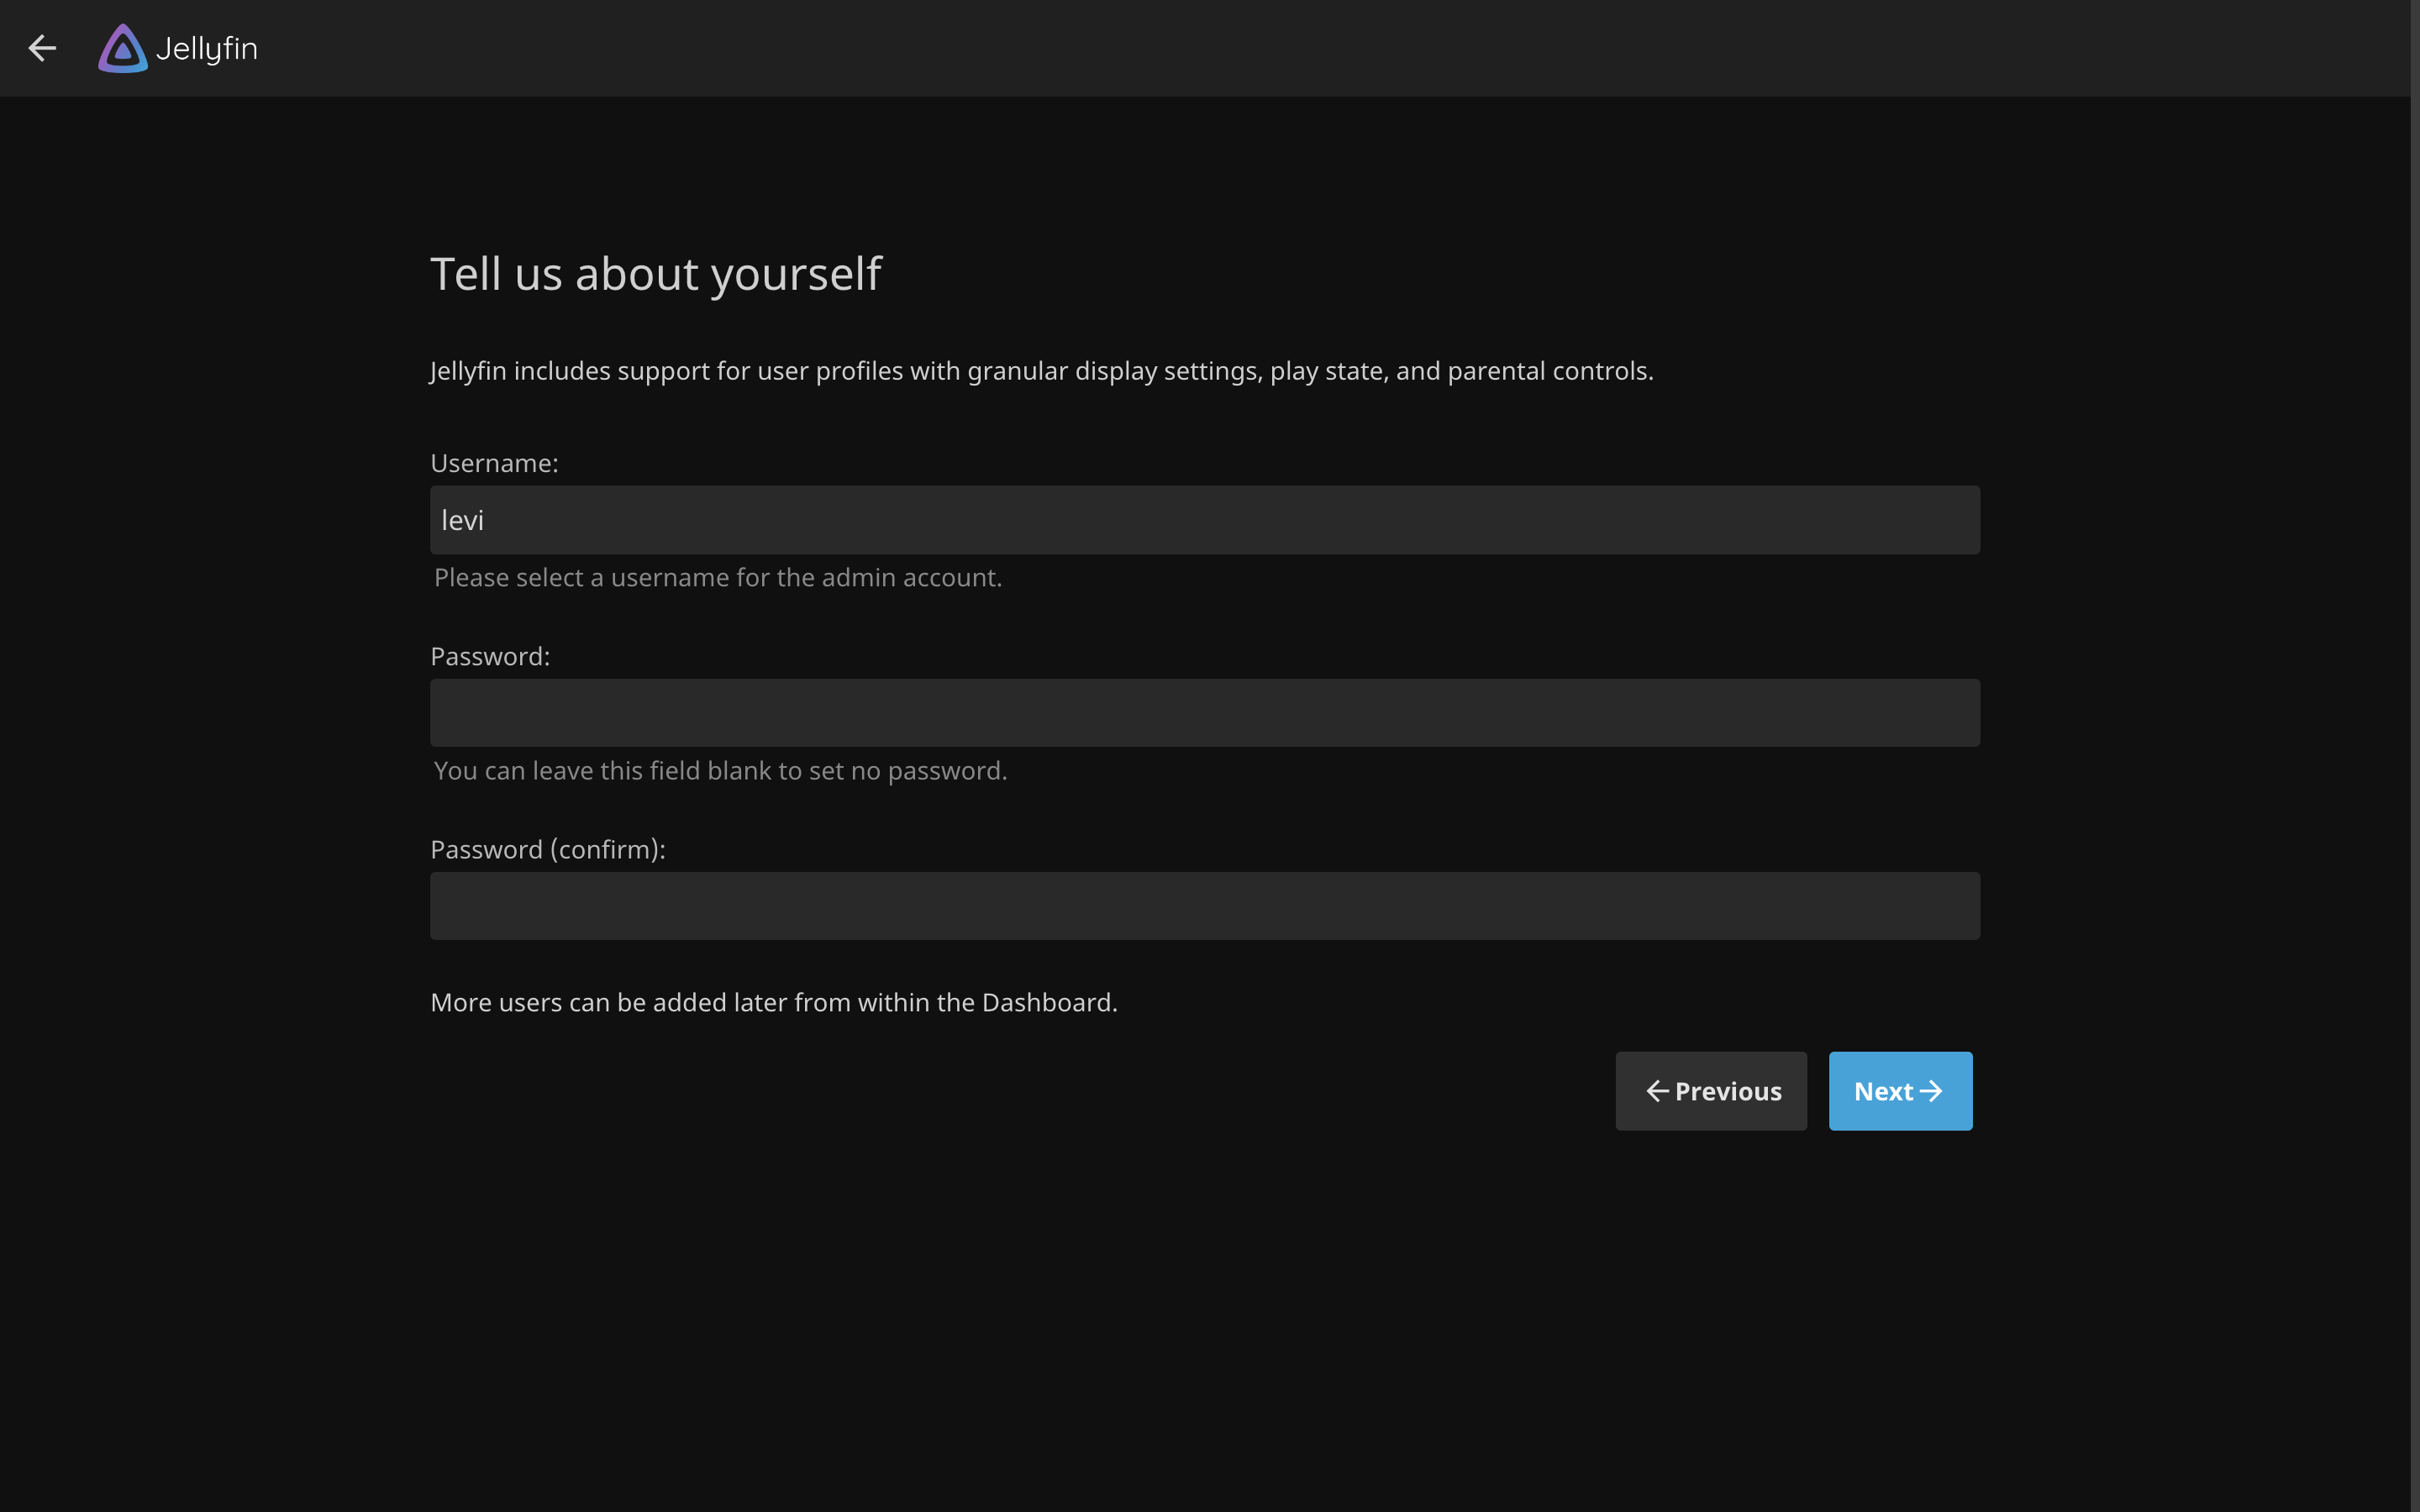 Jellyfin
Tell us about yourself
Jellyfin includes support for user profiles with granular display settings, play state, and parental controls.
Username:
levi
Please select a username for the admin account.
Password:
You can leave this field blank to set no password.
Password (confirm):
More users can be added later from within the Dashboard.
Previous Next